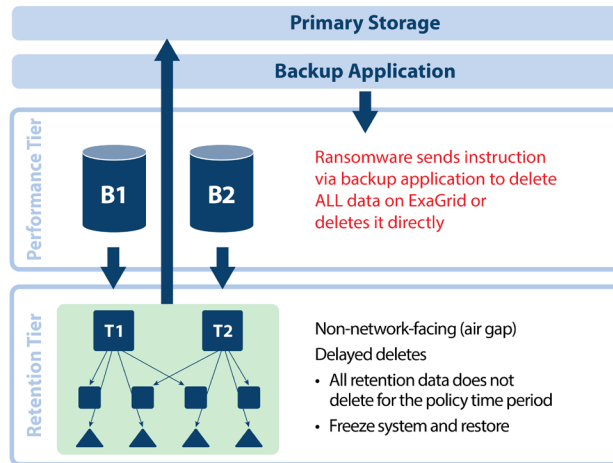 Primary Storage
Backup Application
Performance Tier
B1
B2
Ransomware sends instruction
via backup application to delete
ALL data on ExaGrid or
deletes it directly
Retention Tier
T1
T2
Non-network-facing (air gap)
Delayed deletes
• All retention data does not
delete for the policy time period
• Freeze system and restore